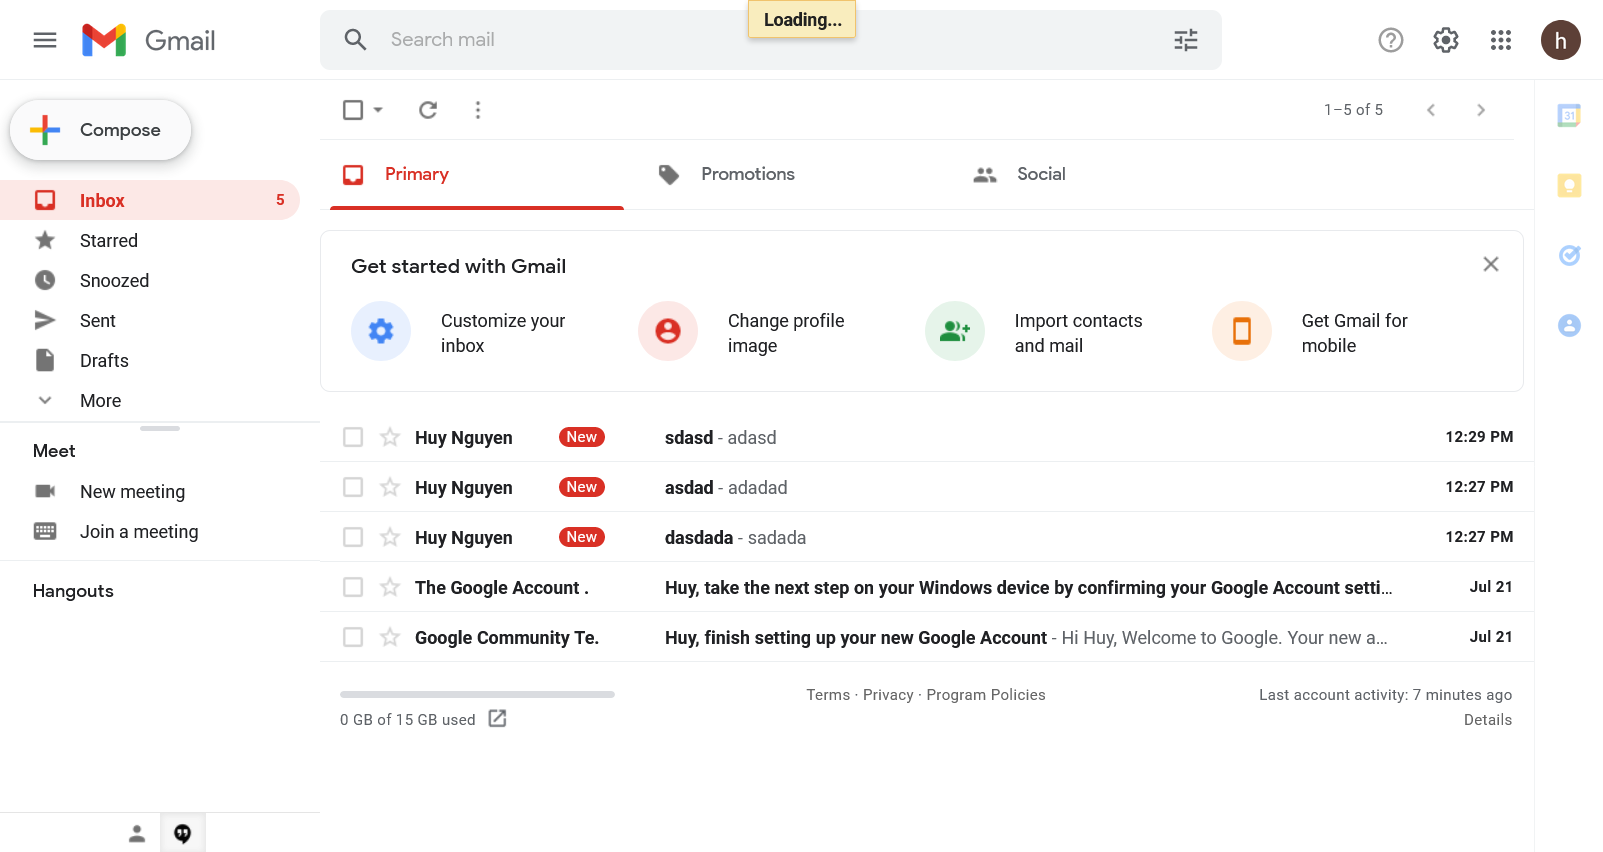 Loading...
Gmail
Search mail
h
Compose
1–5 of 5
31
Inbox 5
Starred
Snoozed
Sent
Drafts
More
Meet
New meeting
Join a meeting
Hangouts
Primary
Promotions
Social
Get started with Gmail
Customize your
inbox
Change profile
image
Import contacts
and mail
Get Gmail for
mobile
Huy Nguyen New sdasd - adasd 12:29 PM
Huy Nguyen New asdad - adadad 12:27 PM
Huy Nguyen New dasdada - sadada 12:27 PM
The Google Account . Huy, take the next step on your Windows device by confirming your Google Account setti... Jul 21
Google Community Te. Huy, finish setting up your new Google Account - Hi Huy, Welcome to Google. Your new a... Jul 21
0 GB of 15 GB used
Terms · Privacy · Program Policies
Last account activity: 7 minutes ago
Details